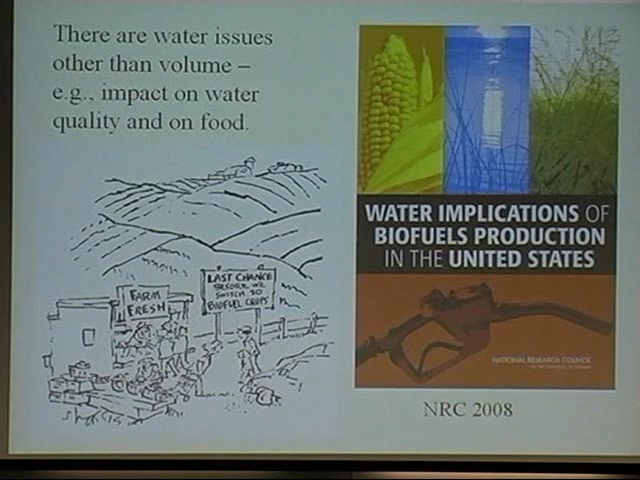 There are water issues
other than volume –
e.g., impact on water
quality and on food.
FARM
FRESH
LAST CHANCE
BEFORE WE
SWITCH TO
BIOFUEL CROPS
WATER IMPLICATIONS OF
BIOFUELS PRODUCTION
IN THE UNITED STATES
NATIONAL RESEARCH COUNCIL
NRC 2008